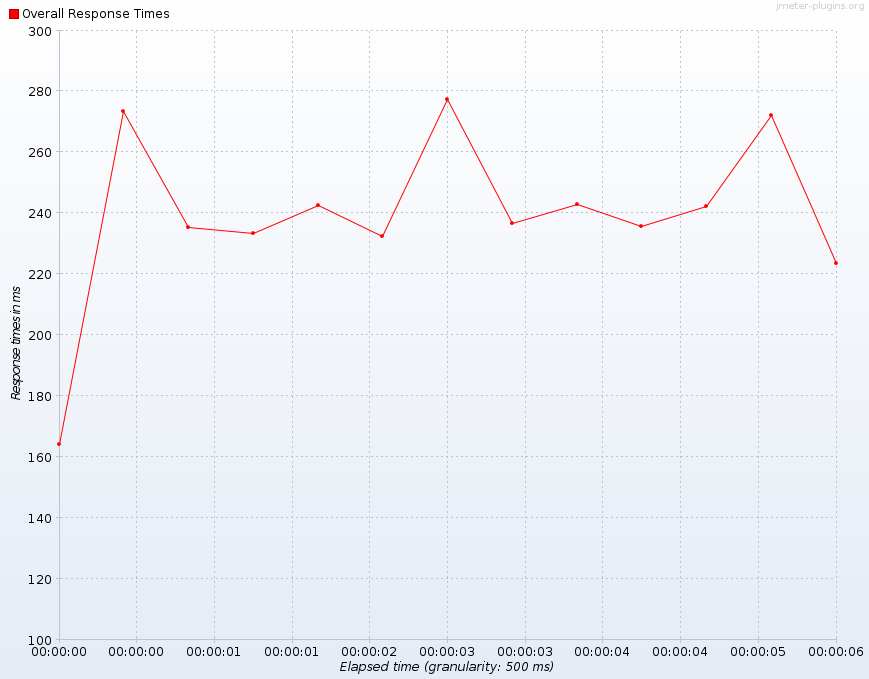 jmeter-plugins.org
Overall Response Times
300
280
260
240
220
200
180
160
140
120
100
Response times in ms
00:00:00 00:00:00 00:00:01 00:00:01 00:00:02 00:00:03 00:00:03 00:00:04 00:00:04 00:00:05 00:00:06
Elapsed time (granularity: 500 ms)